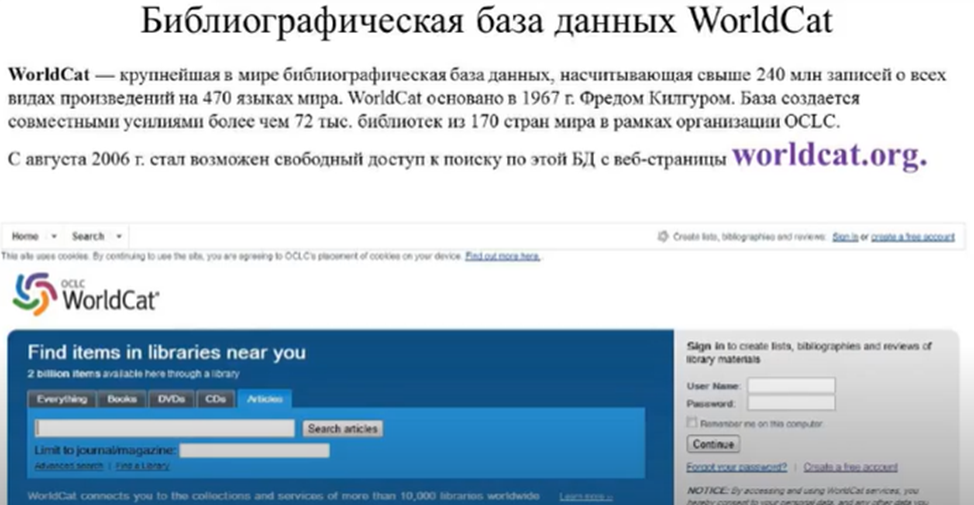 Библиографическая база данных WorldCat
WorldCat — крупнейшая в мире библиографическая база данных, насчитывающая свыше 240 млн записей о всех
видах произведений на 470 языках мира. WorldCat основано в 1967 г. Фредом Килгуром. База создается
совместными усилиями более чем 72 тыс. библиотек из 170 стран мира в рамках организации OCLC.
С августа 2006 г. стал возможен свободный доступ к поиску по этой БД с веб-страницы worldcat.org.
Home Search Create lists, bibliographies and reviews: Sign in or create a free account
This site uses cookies. By continuing to use the site, you are agreeing to OCLC's placement of cookies on your device. Find out more here.
OCLC
WorldCat®
Find items in libraries near you
2 billion items available here through a library
Everything Books DVDs CDs Articles
Search articles
Limit to journal/magazine:
Advanced search | Find a Library
WorldCat connects you to the collections and services of more than 10,000 libraries worldwide Learn more »
Sign in to create lists, bibliographies and reviews of
library materials
User Name:
Password:
Remember me on this computer.
Continue
Forgot your password? | Create a free account
NOTICE: By accessing and using WorldCat services, you
hereby consent to your personal data, and any other data you